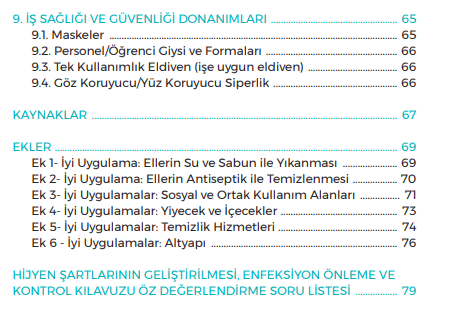 9. İŞ SAĞLIĞI VE GÜVENLİĞİ DONANIMLARI ........................................ 65
9.1. Maskeler ........................................ 65
9.2. Personel/Öğrenci Giysi ve Formaları ........................................ 66
9.3. Tek Kullanımlık Eldiven (işe uygun eldiven) ........................................ 66
9.4. Göz Koruyucu/Yüz Koruyucu Siperlik ........................................ 66
KAYNAKLAR ........................................ 67
EKLER ........................................ 69
Ek 1- İyi Uygulama: Ellerin Su ve Sabun ile Yıkanması .................... 69
Ek 2- İyi Uygulama: Ellerin Antiseptik ile Temizlenmesi ................. 70
Ek 3- İyi Uygulamalar: Sosyal ve Ortak Kullanım Alanları .............. 71
Ek 4- İyi Uygulamalar: Yiyecek ve İçecekler ........................................ 73
Ek 5- İyi Uygulamalar: Temizlik Hizmetleri ........................................ 74
Ek 6 - İyi Uygulamalar: Altyapı ........................................ 76
HİJYEN ŞARTLARININ GELİŞTİRİLMESİ, ENFEKSİYON ÖNLEME VE
KONTROL KILAVUZU ÖZ DEĞERLENDİRME SORU LİSTESİ ................. 79